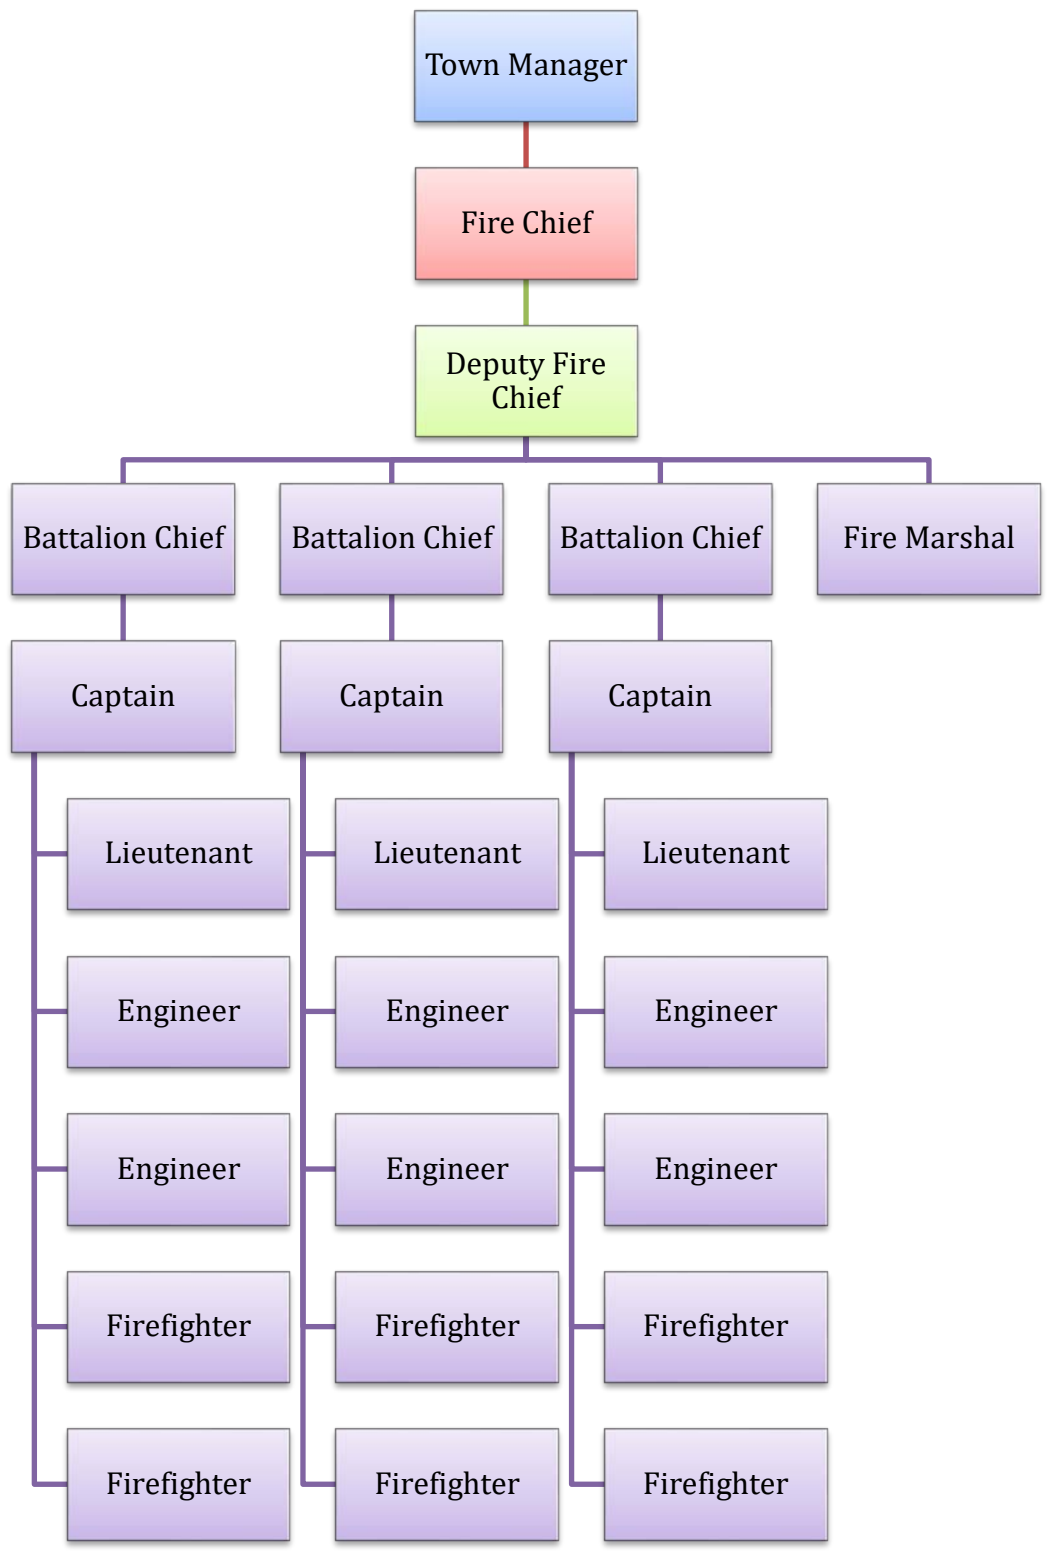 Town Manager
Fire Chief
Deputy Fire
Chief
Battalion Chief
Battalion Chief
Battalion Chief
Fire Marshal
Captain
Captain
Captain
Lieutenant
Lieutenant
Lieutenant
Engineer
Engineer
Engineer
Engineer
Engineer
Engineer
Firefighter
Firefighter
Firefighter
Firefighter
Firefighter
Firefighter